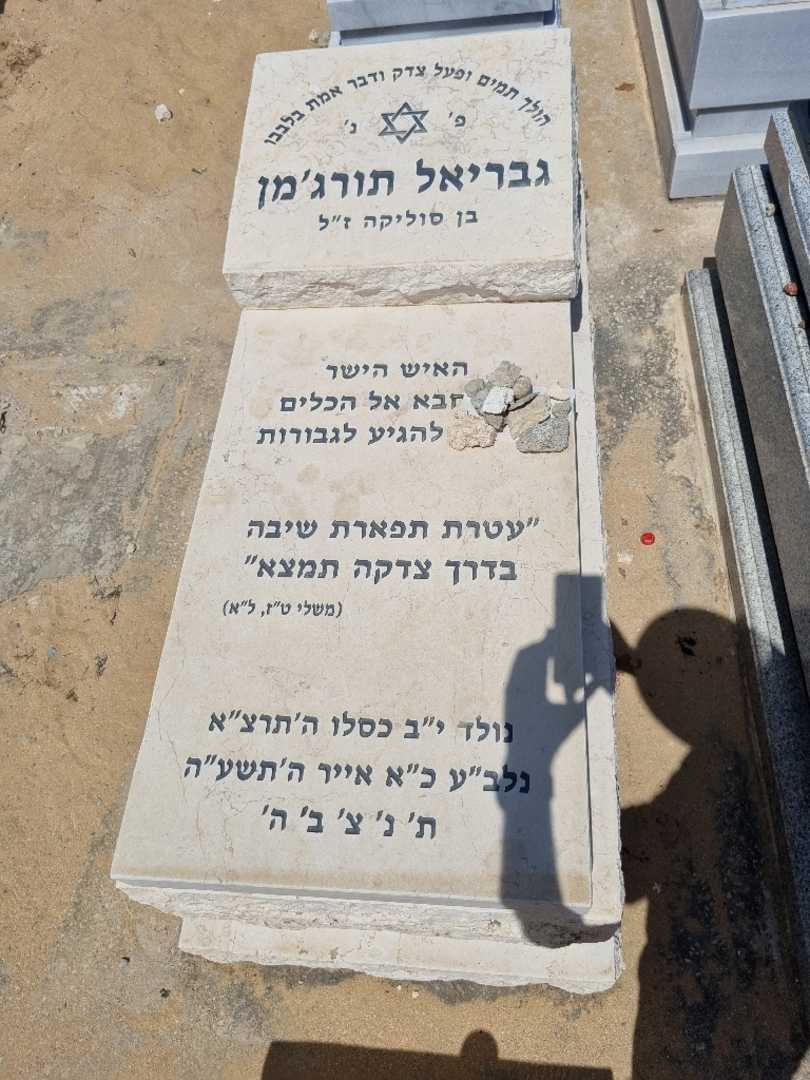 הולך תמים ופעל צדק ודבר אמת בלבבו
פ' נ'
גבריאל תורג'מן
בן סוליקה ז"ל
האיש הישר
אל הכלים
להגיע לגבורות
"עטרת תפארת שיבה
בדרך צדקה תמצא"
(משלי ט"ז, ל"א)
נולד י"ב כסלו ה'תרצ"א
נלב"ע כ"א אייר ה'תשע"ה
ת' נ' צ' ב' ה'